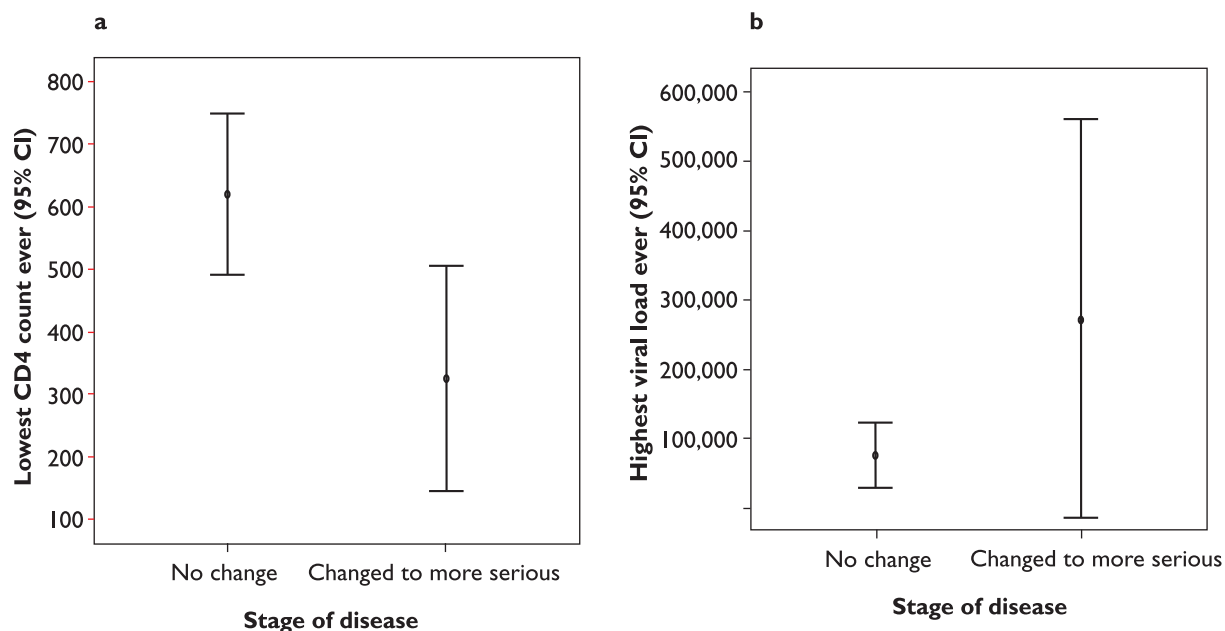 a
Lowest CD4 count ever (95% CI)
800
700
600
500
400
300
200
100
No change
Changed to more serious
Stage of disease
b
Highest viral load ever (95% CI)
600,000
500,000
400,000
300,000
200,000
100,000
No change
Changed to more serious
Stage of disease